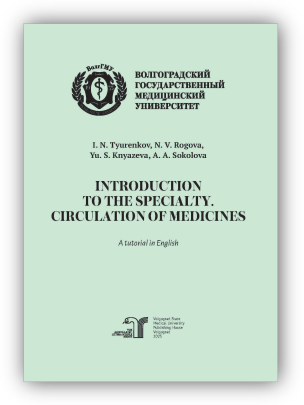 ВолгГМУ
ВОЛГОГРАДСКИЙ
ГОСУДАРСТВЕННЫЙ
МЕДИЦИНСКИЙ
УНИВЕРСИТЕТ
I. N. Tyurenkov, N. V. Rogova,
Yu. S. Knyazeva, A. A. Sokolova
INTRODUCTION
TO THE SPECIALTY.
CIRCULATION OF MEDICINES
A tutorial in English
Volgograd State
Medical University
Publishing House
Volgograd